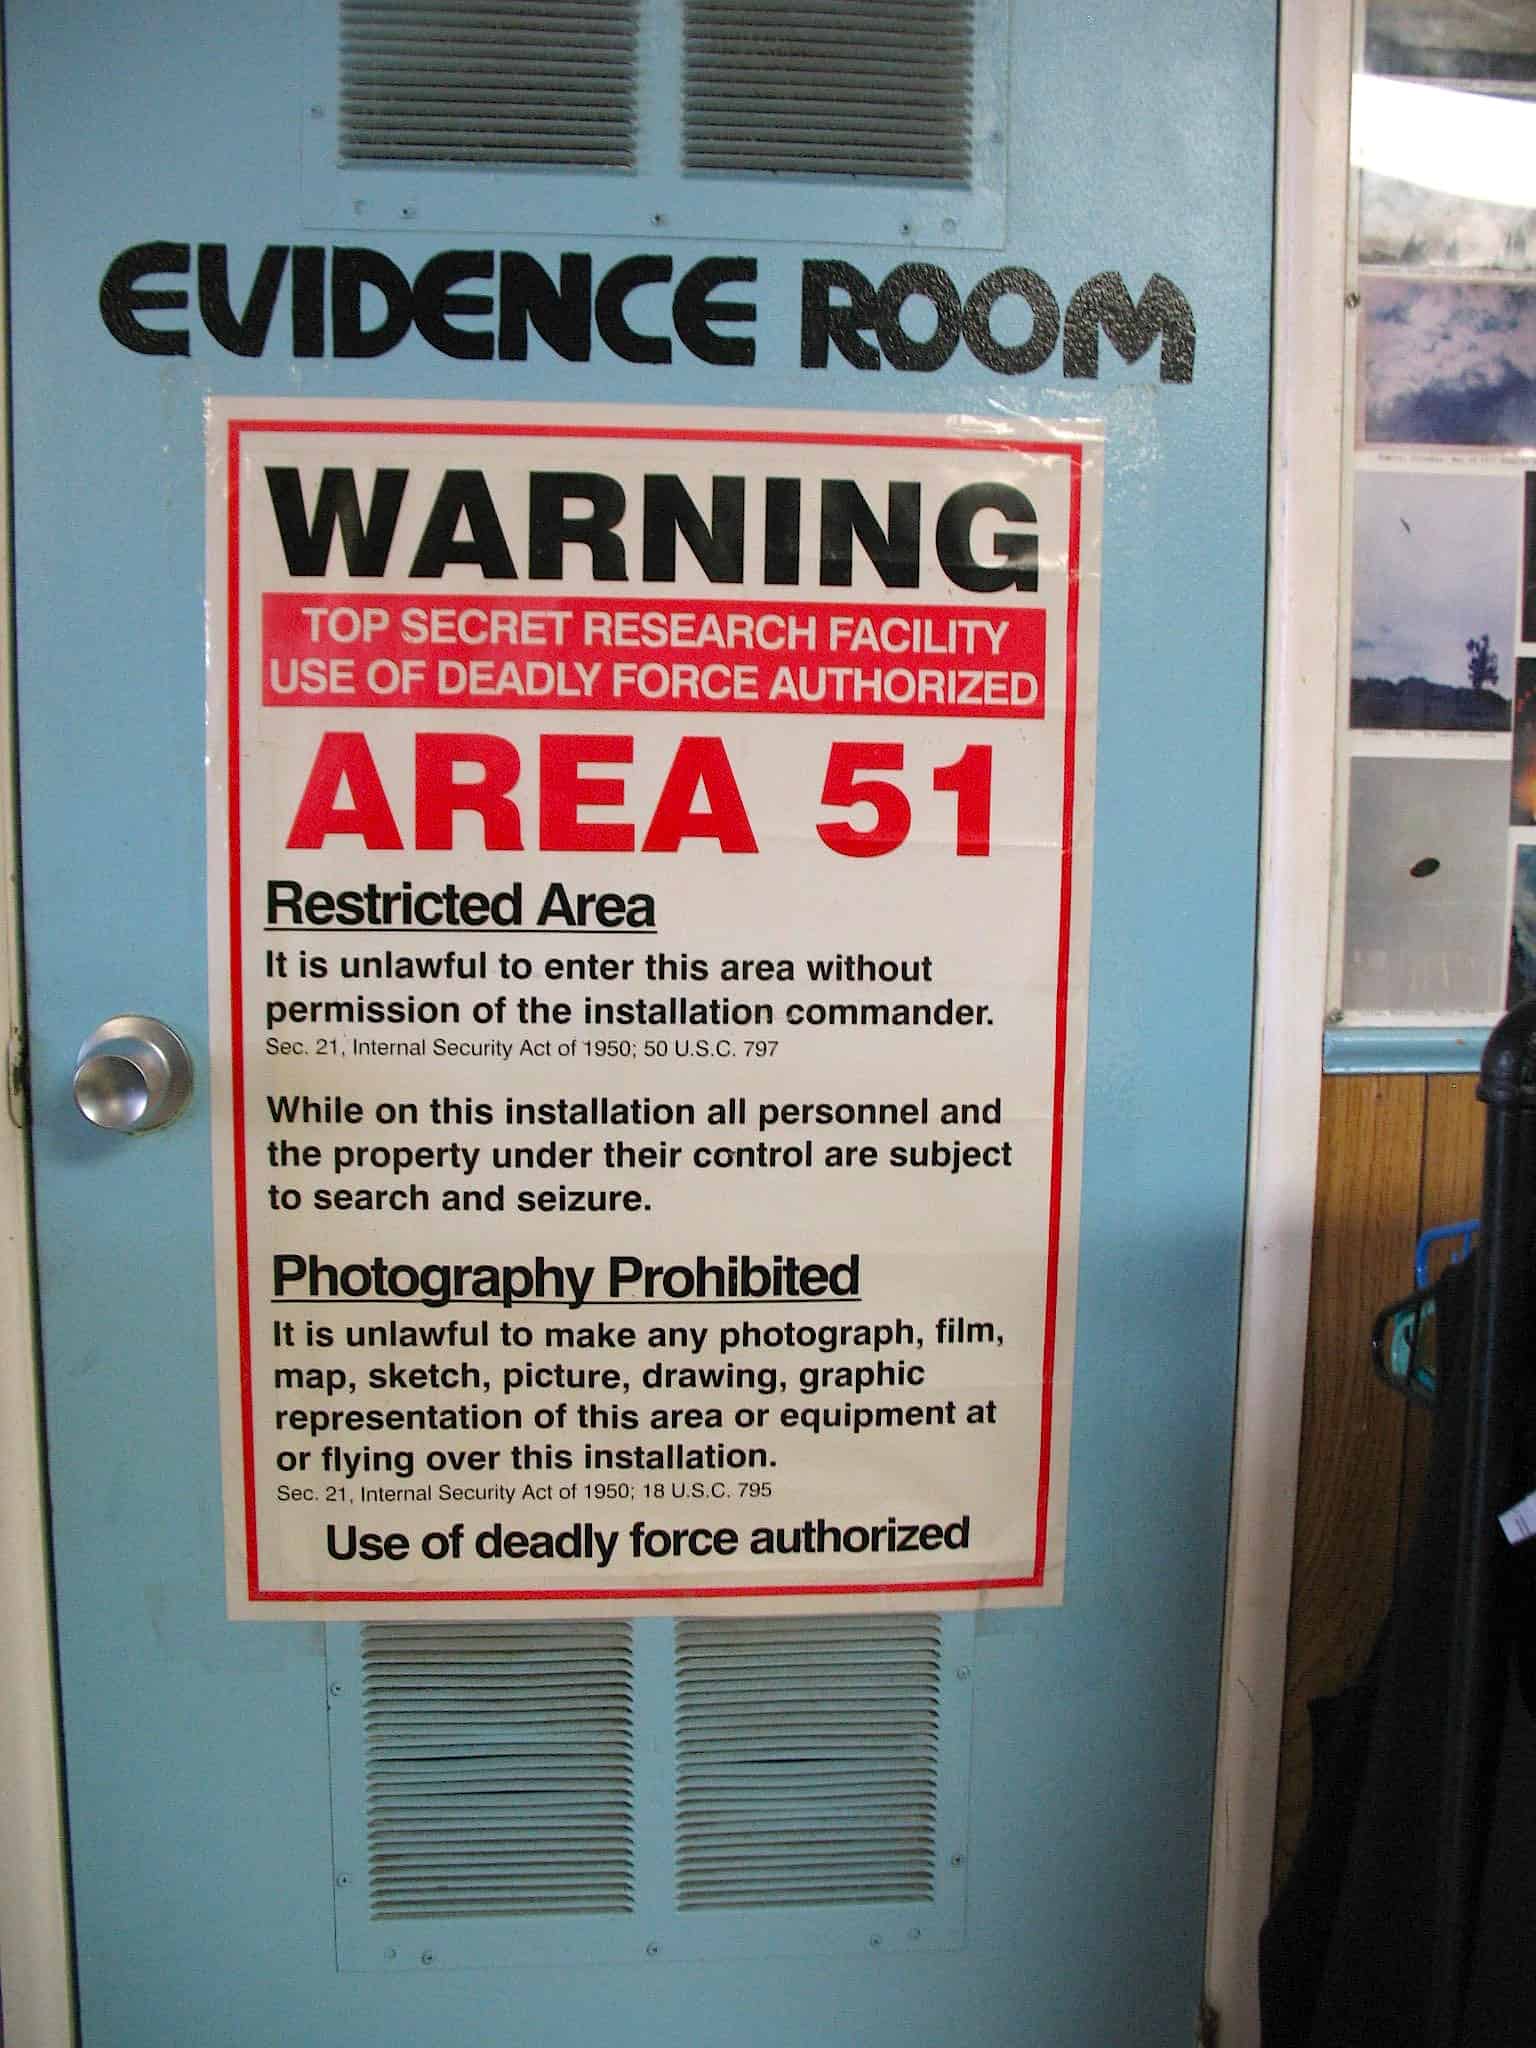 EVIDENCE ROOM
WARNING
TOP SECRET RESEARCH FACILITY
USE OF DEADLY FORCE AUTHORIZED
AREA 51
Restricted Area
It is unlawful to enter this area without
permission of the installation commander.
Sec. 21, Internal Security Act of 1950; 50 U.S.C. 797
While on this installation all personnel and
the property under their control are subject
to search and seizure.
Photography Prohibited
It is unlawful to make any photograph, film,
map, sketch, picture, drawing, graphic
representation of this area or equipment at
or flying over this installation.
Sec. 21, Internal Security Act of 1950; 18 U.S.C. 795
Use of deadly force authorized